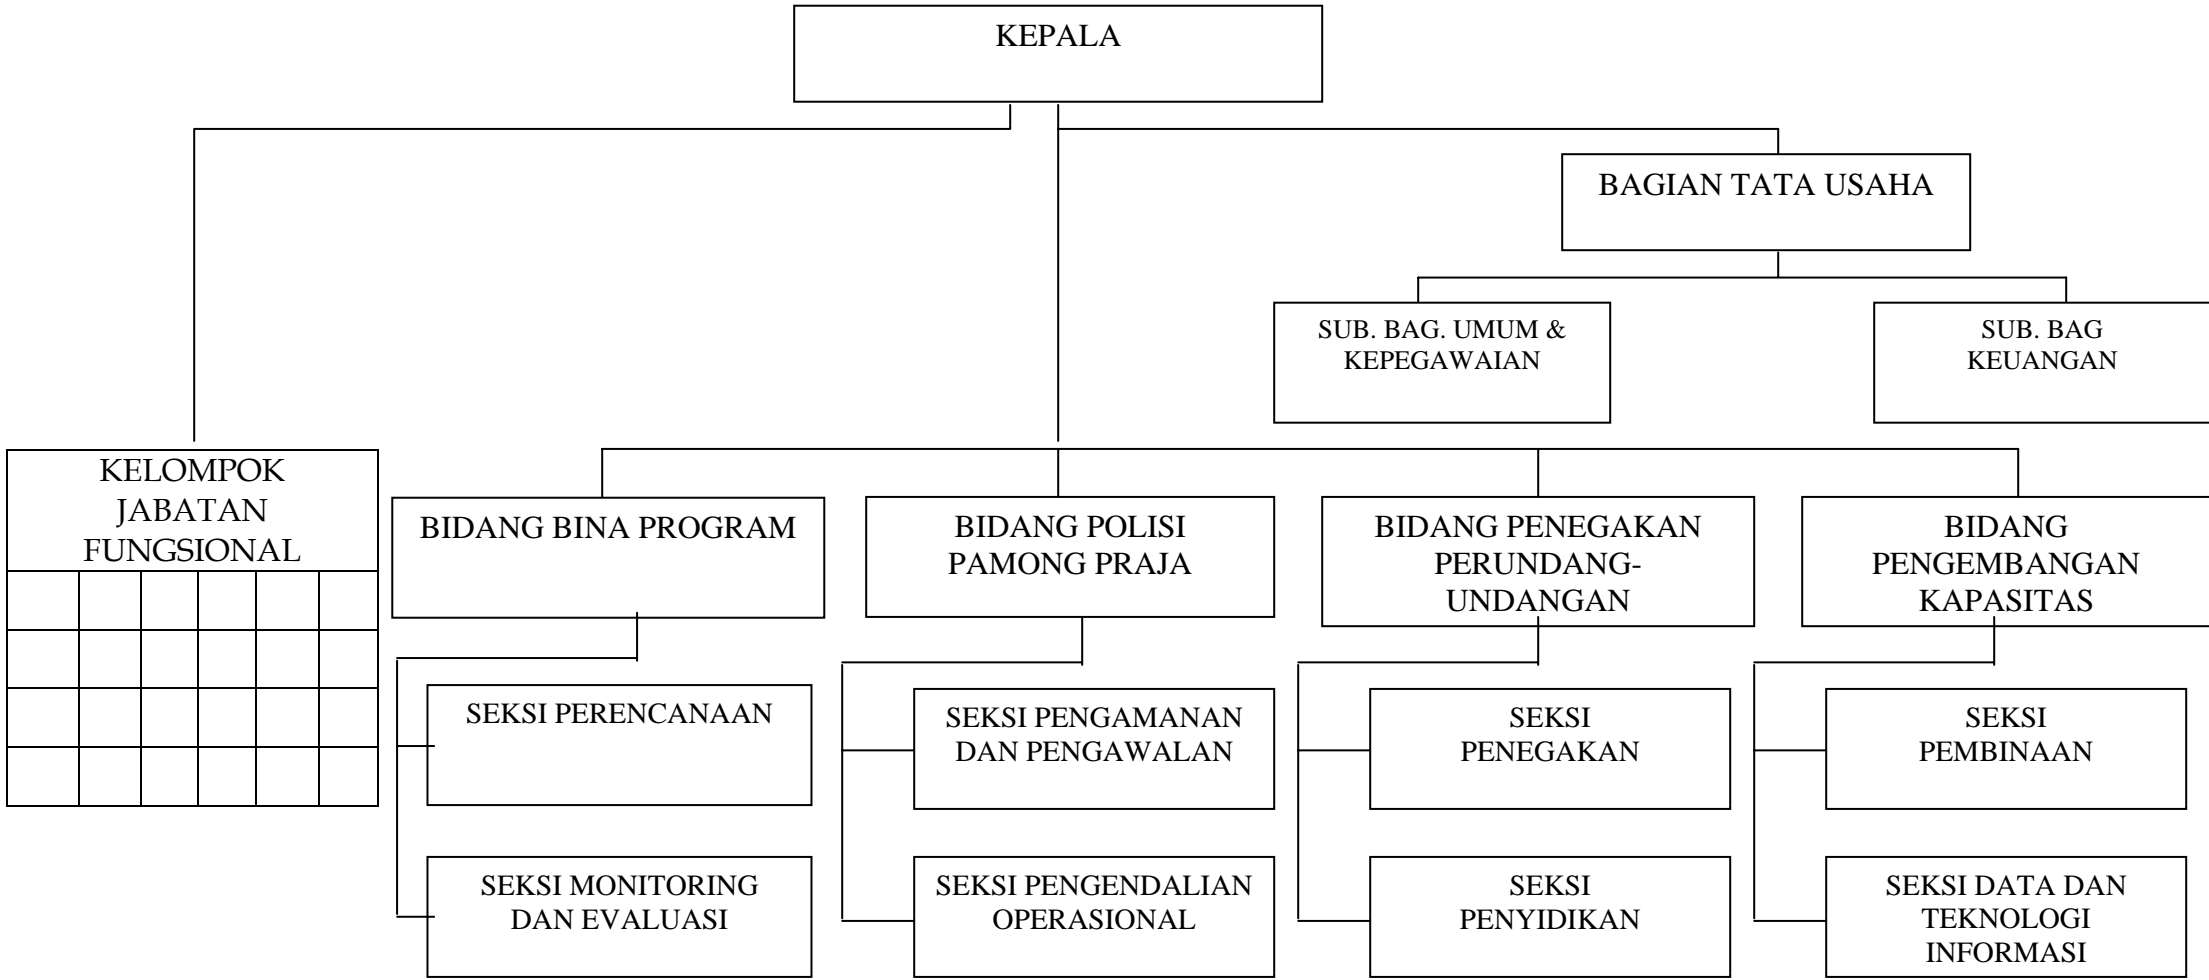 KEPALA
BAGIAN TATA USAHA
SUB. BAG. UMUM &
KEPEGAWAIAN
SUB. BAG
KEUANGAN
KELOMPOK
JABATAN
FUNGSIONAL
BIDANG BINA PROGRAM
BIDANG POLISI
PAMONG PRAJA
BIDANG PENEGAKAN
PERUNDANG-
UNDANGAN
BIDANG
PENGEMBANGAN
KAPASITAS
SEKSI PERENCANAAN
SEKSI PENGAMANAN
DAN PENGAWALAN
SEKSI
PENEGAKAN
SEKSI
PEMBINAAN
SEKSI MONITORING
DAN EVALUASI
SEKSI PENGENDALIAN
OPERASIONAL
SEKSI
PENYIDIKAN
SEKSI DATA DAN
TEKNOLOGI
INFORMASI